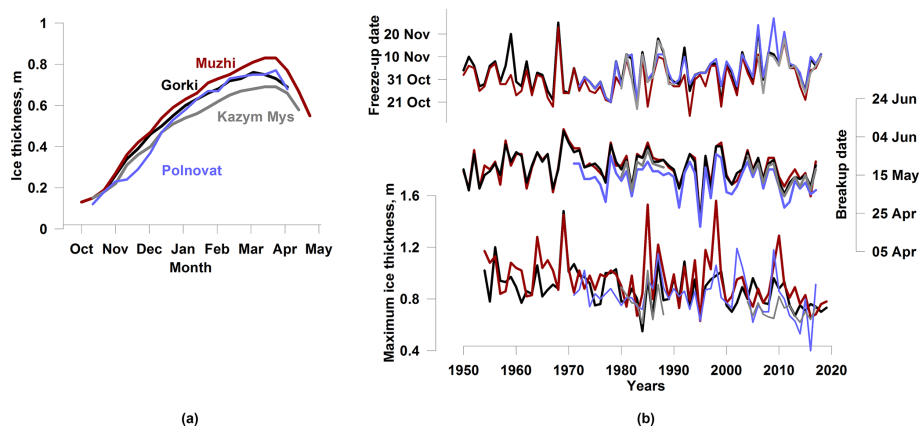 Ice thickness, m
1
0.8
0.6
0.4
0.2
0
Muzhi
Gorki
Kazym Mys
Polnovat
Oct Nov Dec Jan Feb Mar Apr May
Month
(a)
Freeze-up date
20 Nov
10 Nov
31 Oct
21 Oct
Breakup date
24 Jun
04 Jun
15 May
25 Apr
05 Apr
Maximum ice thickness, m
1.6
1.2
0.8
0.4
1950 1960 1970 1980 1990 2000 2010 2020
Years
(b)